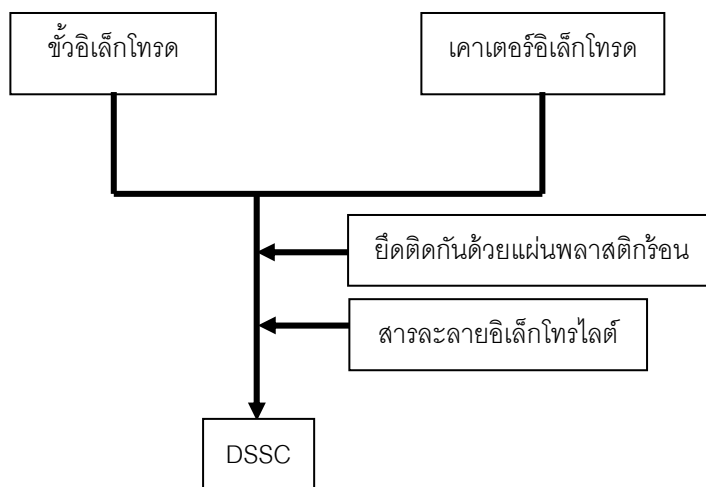 ขั้วอิเล็กโทรด
เคาเตอร์อิเล็กโทรด
ยึดติดกันด้วยแผ่นพลาสติกร้อน
สารละลายอิเล็กโทรไลต์
DSSC